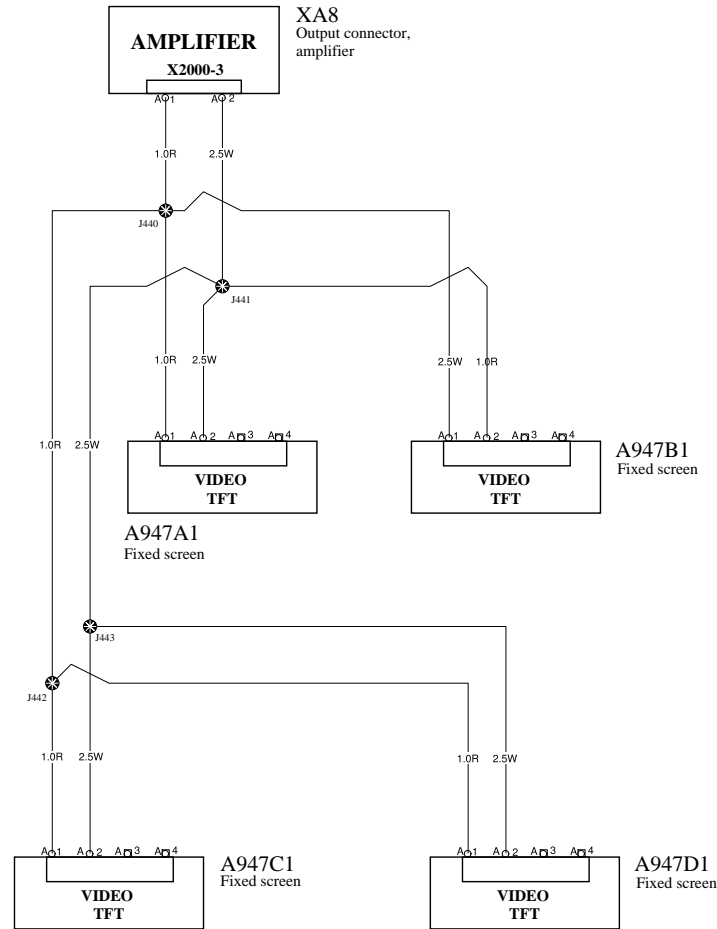 XA8
Output connector,
amplifier
AMPLIFIER
X2000-3
A 1 A 2
1.0R 2.5W
J440
J441
1.0R 2.5W
2.5W 1.0R
1.0R 2.5W
A 1 A 2 A 3 A 4
A 1 A 2 A 3 A 4
VIDEO
TFT
VIDEO
TFT
A947B1
Fixed screen
A947A1
Fixed screen
J443
J442
1.0R 2.5W
1.0R 2.5W
A 1 A 2 A 3 A 4
A 1 A 2 A 3 A 4
VIDEO
TFT
A947C1
Fixed screen
VIDEO
TFT
A947D1
Fixed screen